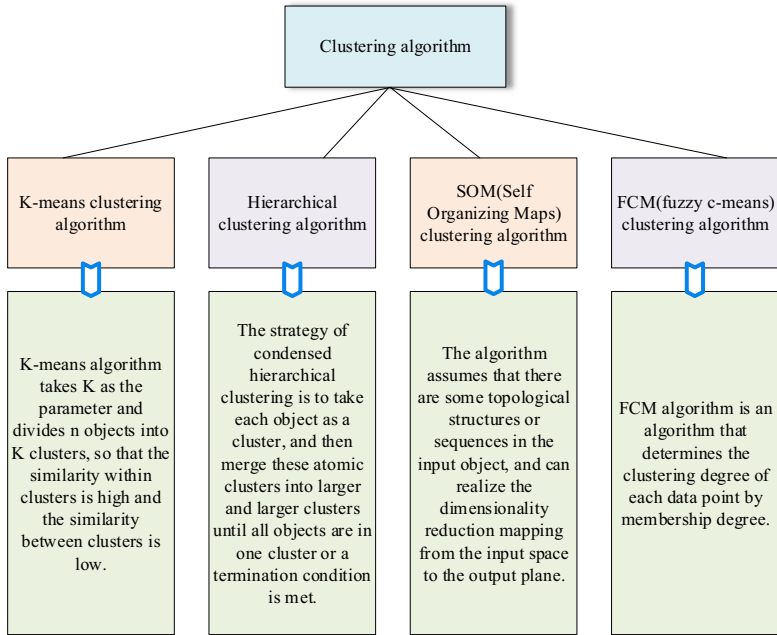 Clustering algorithm
K-means clustering
algorithm
Hierarchical
clustering algorithm
SOM(Self
Organizing Maps)
clustering algorithm
FCM(fuzzy c-means)
clustering algorithm
K-means algorithm
takes K as the
parameter and
divides n objects into
K clusters, so that the
similarity within
clusters is high and
the similarity
between clusters is
low.
The strategy of
condensed
hierarchical
clustering is to take
each object as a
cluster, and then
merge these atomic
clusters into larger
and larger clusters
until all objects are in
one cluster or a
termination condition
is met.
The algorithm
assumes that there
are some topological
structures or
sequences in the
input object, and can
realize the
dimensionality
reduction mapping
from the input space
to the output plane.
FCM algorithm is an
algorithm that
determines the
clustering degree of
each data point by
membership degree.